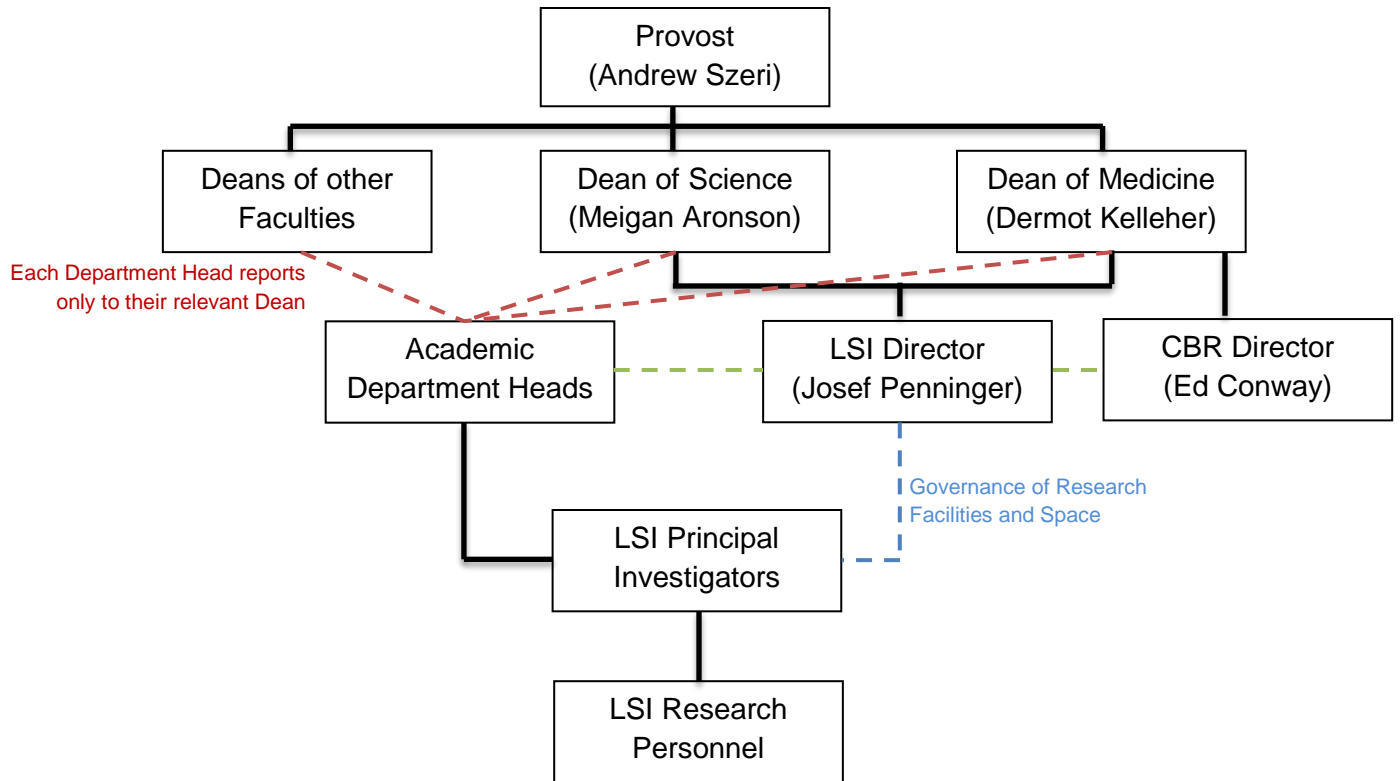 Provost
(Andrew Szeri)
Deans of other
Faculties
Dean of Science
(Meigan Aronson)
Dean of Medicine
(Dermot Kelleher)
Each Department Head reports
only to their relevant Dean
Academic
Department Heads
LSI Director
(Josef Penninger)
CBR Director
(Ed Conway)
Governance of Research
Facilities and Space
LSI Principal
Investigators
LSI Research
Personnel